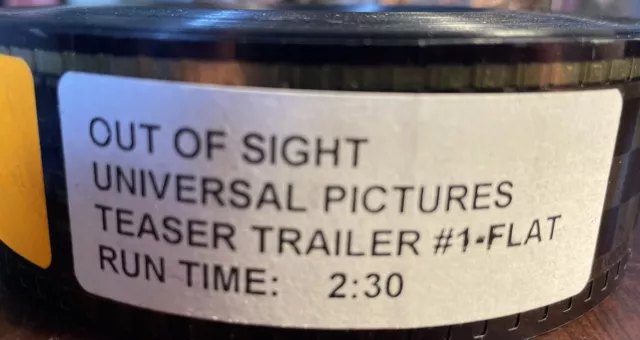 OUT OF SIGHT
UNIVERSAL PICTURES
TEASER TRAILER #1-FLAT
RUN TIME: 2:30